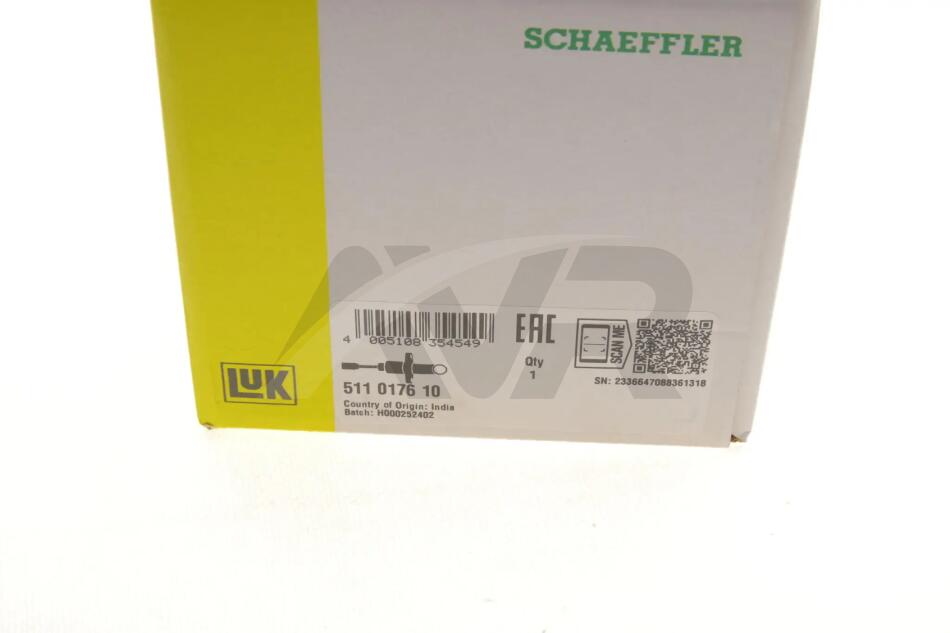 SCHAEFFLER
AVR
4 005108 354549
EAC
Qty
1
SCAN ME
SN: 2336647088361318
511 0176 10
Country of Origin: India
Batch: H000252402
LUK